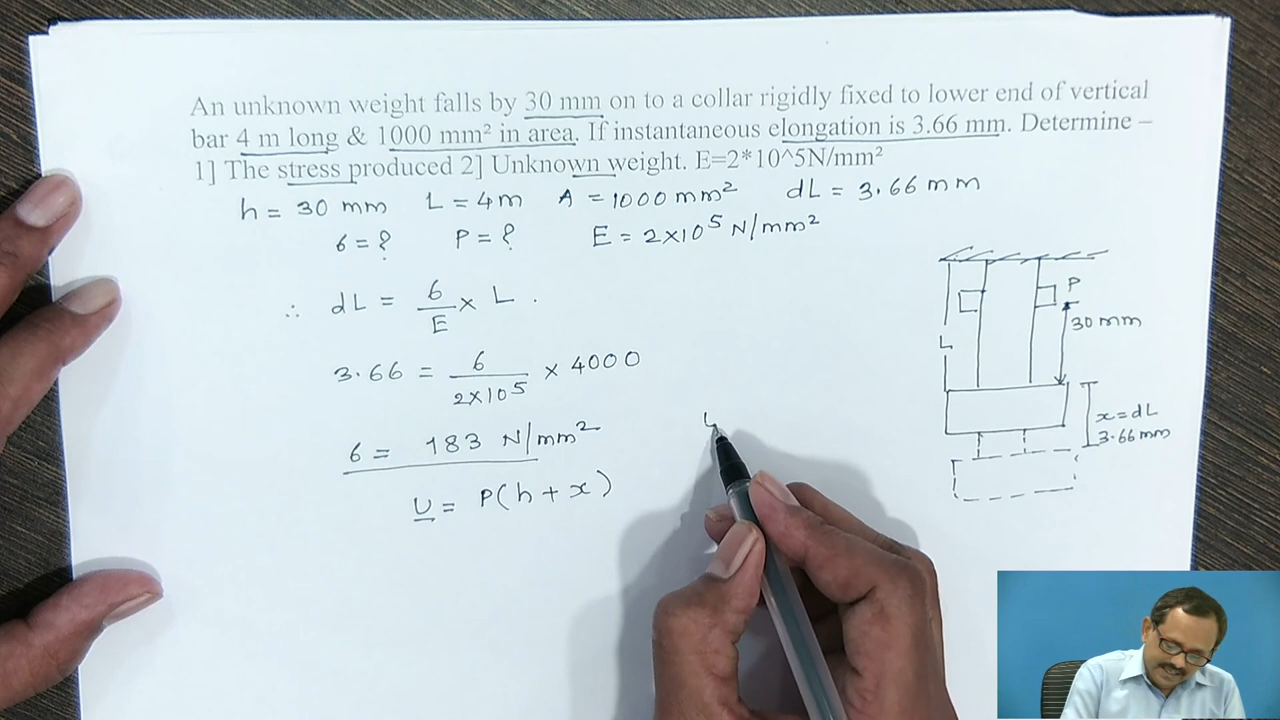 An unknown weight falls by 30 mm on to a collar rigidly fixed to lower end of vertical
bar 4 m long & 1000 mm² in area. If instantaneous elongation is 3.66 mm. Determine –
1] The stress produced 2] Unknown weight. E=2*10^5N/mm²
h = 30 mm L = 4m A = 1000 mm² dL = 3.66 mm
6 = ? P = ? E = 2×10⁵ N/mm²
∴ dL = 6/E × L .
3.66 = 6/2×10⁵ × 4000
6 = 183 N/mm²
U = P(h + x)
P
30 mm
L
x = dL
3.66 mm